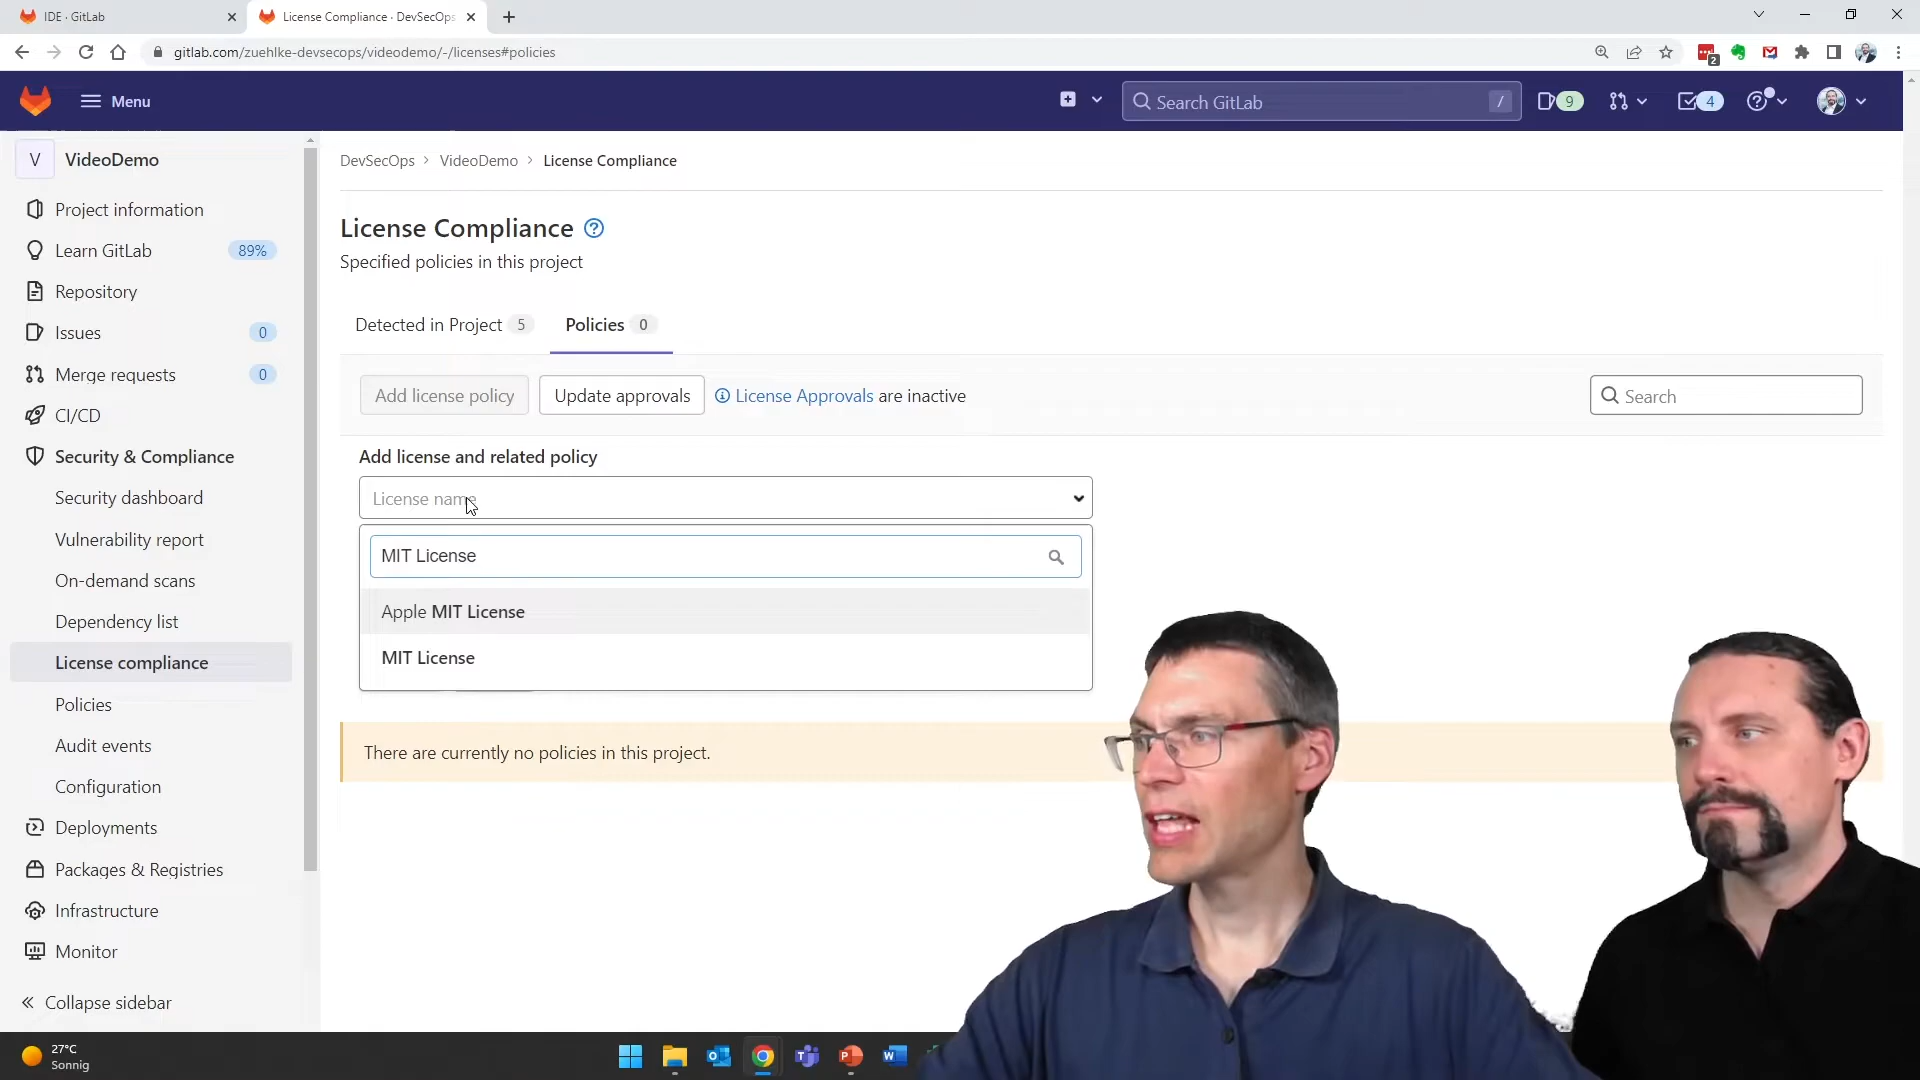 IDE · GitLab
License Compliance · DevSecOps
gitlab.com/zuehlke-devsecops/videodemo/-/licenses#policies
2
Menu
Search GitLab
/
9
4
V
VideoDemo
Project information
Learn GitLab
89%
Repository
Issues
0
Merge requests
0
CI/CD
Security & Compliance
Security dashboard
Vulnerability report
On-demand scans
Dependency list
License compliance
Policies
Audit events
Configuration
Deployments
Packages & Registries
Infrastructure
Monitor
Collapse sidebar
DevSecOps > VideoDemo > License Compliance
License Compliance
Specified policies in this project
Detected in Project 5
Policies 0
Add license policy
Update approvals
License Approvals are inactive
Search
Add license and related policy
License name
MIT License
Apple MIT License
MIT License
There are currently no policies in this project.
27°C
Sonnig